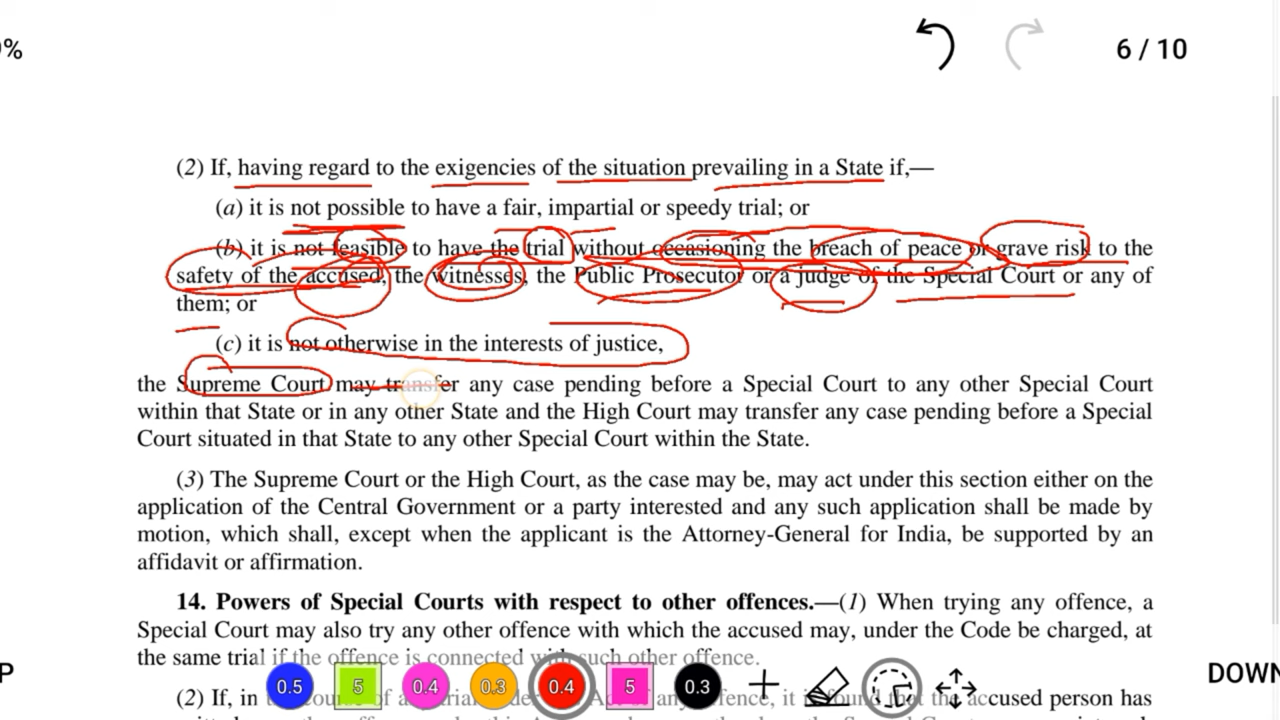 9%
6 / 10
(2) If, having regard to the exigencies of the situation prevailing in a State if,—
(a) it is not possible to have a fair, impartial or speedy trial; or
(b) it is not feasible to have the trial without occasioning the breach of peace or grave risk to the
safety of the accused, the witnesses, the Public Prosecutor or a judge of the Special Court or any of
them; or
(c) it is not otherwise in the interests of justice,
the Supreme Court may transfer any case pending before a Special Court to any other Special Court
within that State or in any other State and the High Court may transfer any case pending before a Special
Court situated in that State to any other Special Court within the State.
(3) The Supreme Court or the High Court, as the case may be, may act under this section either on the
application of the Central Government or a party interested and any such application shall be made by
motion, which shall, except when the applicant is the Attorney-General for India, be supported by an
affidavit or affirmation.
14. Powers of Special Courts with respect to other offences.—(1) When trying any offence, a
Special Court may also try any other offence with which the accused may, under the Code be charged, at
the same trial if the offence is connected with such other offence.
P 0.5 5 0.4 0.3 0.4 5 0.3 DOWN
(2) If, in of a found that the accused person has